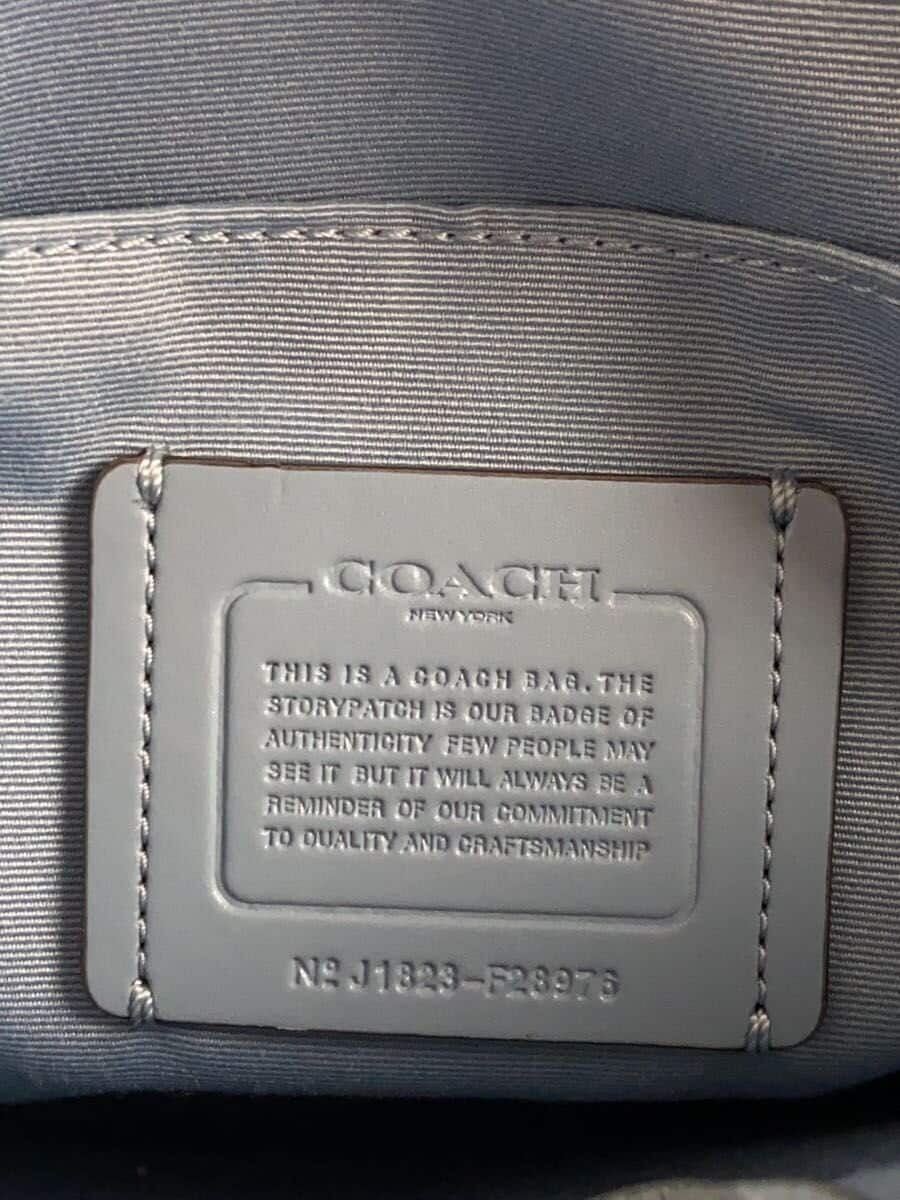 COACH
NEW YORK
THIS IS A COACH BAG. THE
STORYPATCH IS OUR BADGE OF
AUTHENTICITY FEW PEOPLE MAY
SEE IT BUT IT WILL ALWAYS BE A
REMINDER OF OUR COMMITMENT
TO QUALITY AND CRAFTSMANSHIP
Nº J1823-F28976